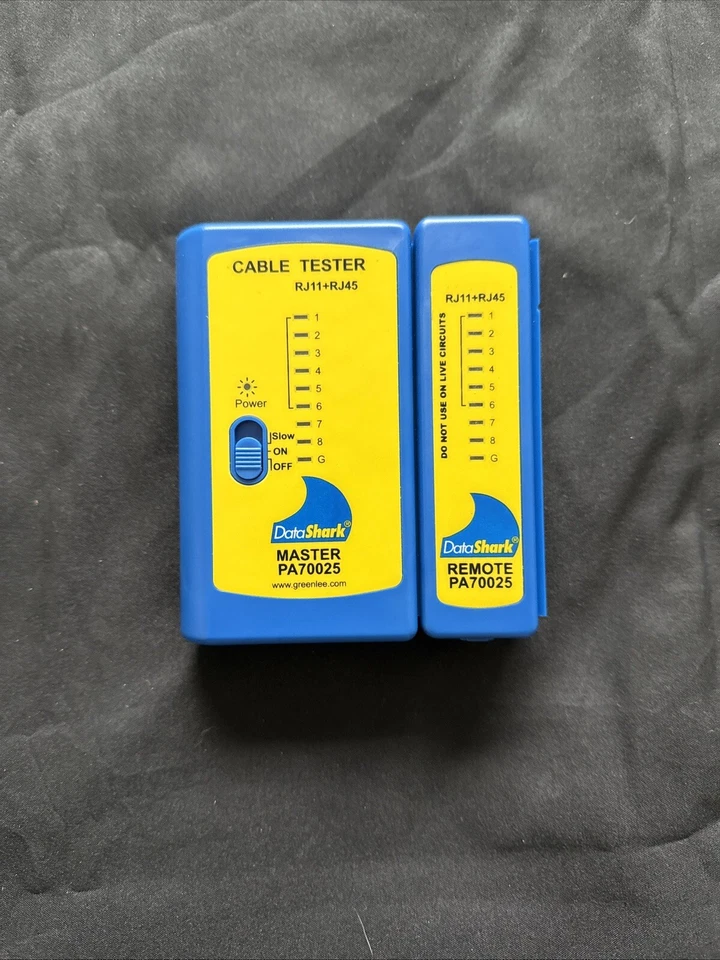 CABLE TESTER
RJ11+RJ45
1
2
3
4
5
6
7
8
G
Power
Slow
ON
OFF
DataShark®
MASTER
PA70025
www.greenlee.com
RJ11+RJ45
DO NOT USE ON LIVE CIRCUITS
1
2
3
4
5
6
7
8
G
DataShark®
REMOTE
PA70025